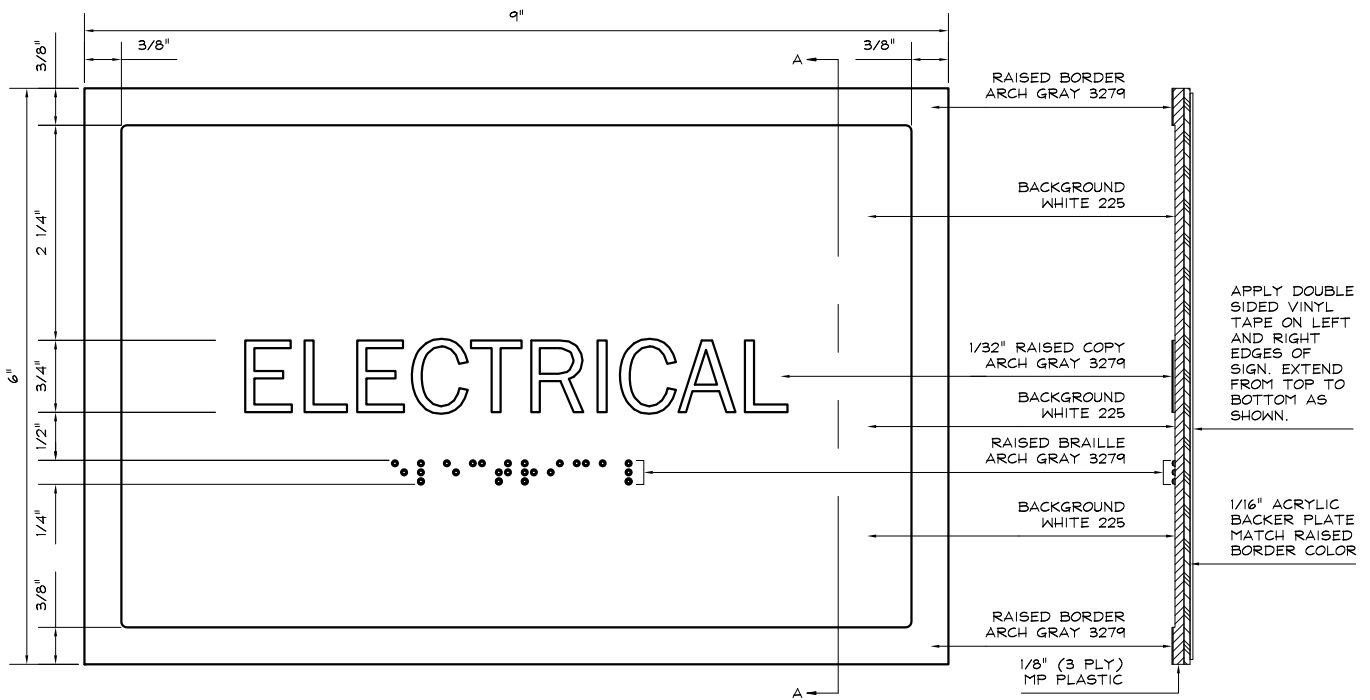 9"
3/8"
3/8"
3/8"
A
RAISED BORDER
ARCH GRAY 3279
BACKGROUND
WHITE 225
2 1/4"
APPLY DOUBLE
SIDED VINYL
TAPE ON LEFT
AND RIGHT
EDGES OF
SIGN. EXTEND
FROM TOP TO
BOTTOM AS
SHOWN.
6"
3/4"
ELECTRICAL
1/32" RAISED COPY
ARCH GRAY 3279
BACKGROUND
WHITE 225
1/2"
RAISED BRAILLE
ARCH GRAY 3279
⠑⠇⠑⠉⠞⠗⠊⠉⠁⠇
1/4"
BACKGROUND
WHITE 225
1/16" ACRYLIC
BACKER PLATE
MATCH RAISED
BORDER COLOR
3/8"
RAISED BORDER
ARCH GRAY 3279
1/8" (3 PLY)
MP PLASTIC
A